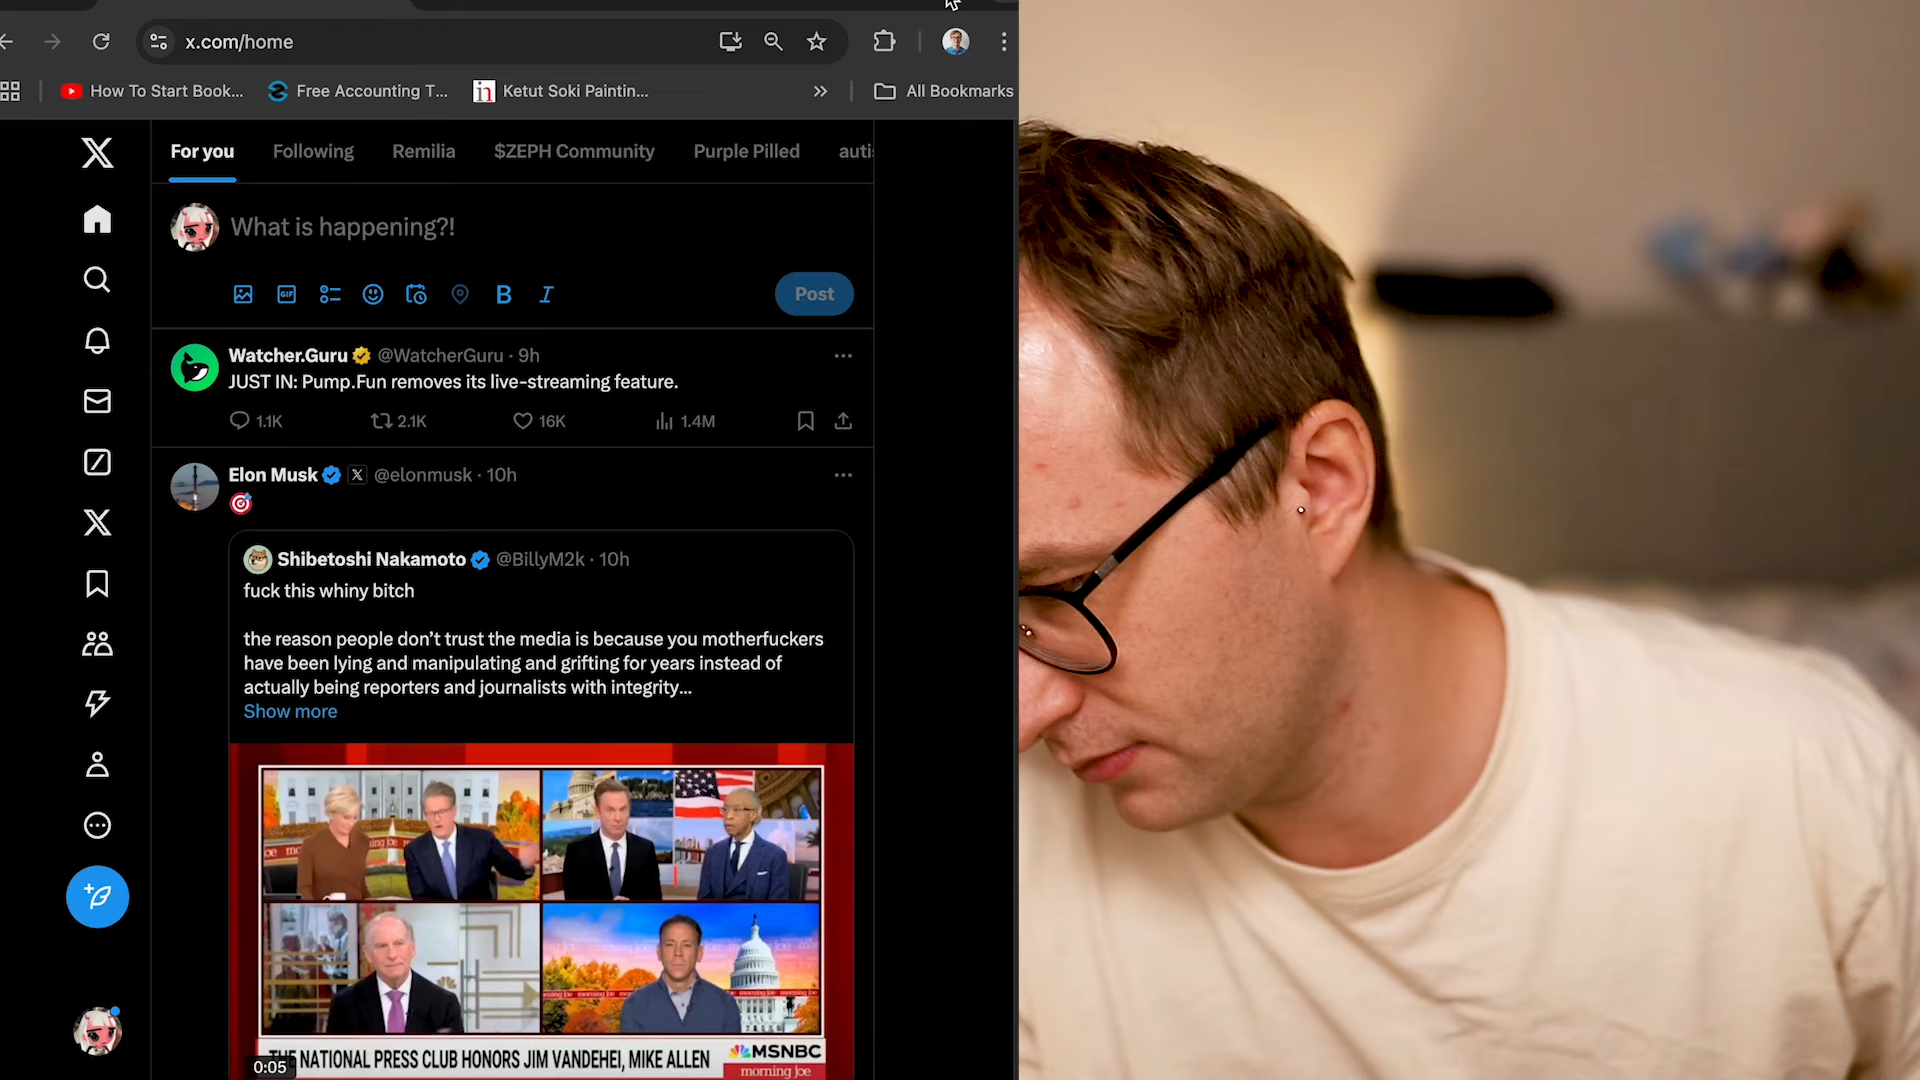 x.com/home
How To Start Book...
Free Accounting T...
Ketut Soki Paintin...
All Bookmarks
For you
Following
Remilia
$ZEPH Community
Purple Pilled
auti
What is happening?!
GIF
B
I
Post
Watcher.Guru @WatcherGuru · 9h
JUST IN: Pump.Fun removes its live-streaming feature.
1.1K
2.1K
16K
1.4M
Elon Musk X @elonmusk · 10h
Shibetoshi Nakamoto @BillyM2k · 10h
fuck this whiny bitch
the reason people don’t trust the media is because you motherfuckers
have been lying and manipulating and grifting for years instead of
actually being reporters and journalists with integrity...
Show more
THE NATIONAL PRESS CLUB HONORS JIM VANDEHEI, MIKE ALLEN
MSNBC
morning joe
0:05